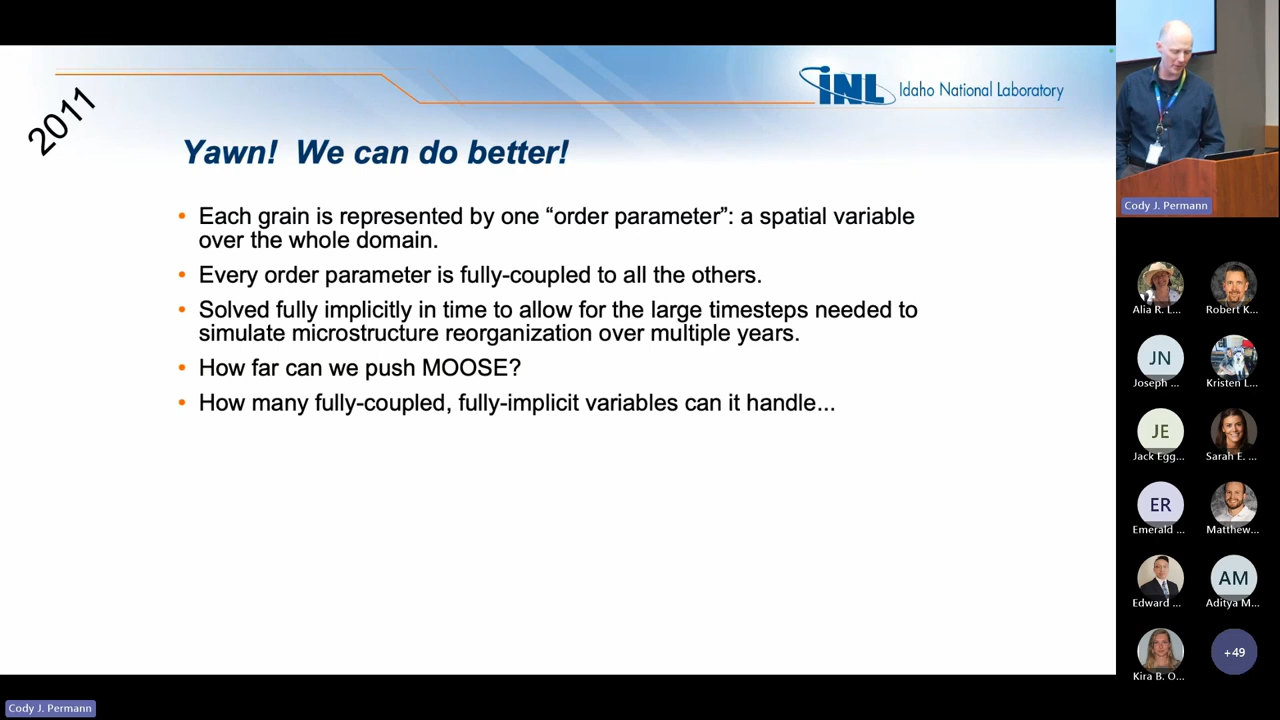 2011
INL Idaho National Laboratory
Yawn! We can do better!
• Each grain is represented by one “order parameter”: a spatial variable
over the whole domain.
• Every order parameter is fully-coupled to all the others.
• Solved fully implicitly in time to allow for the large timesteps needed to
simulate microstructure reorganization over multiple years.
• How far can we push MOOSE?
• How many fully-coupled, fully-implicit variables can it handle...
Cody J. Permann
Alia R. L...
Robert K...
JN
Joseph ...
Kristen L...
JE
Jack Egg...
Sarah E. ...
ER
Emerald ...
Matthew...
Edward ...
AM
Aditya M...
Kira B. O...
+49
Cody J. Permann